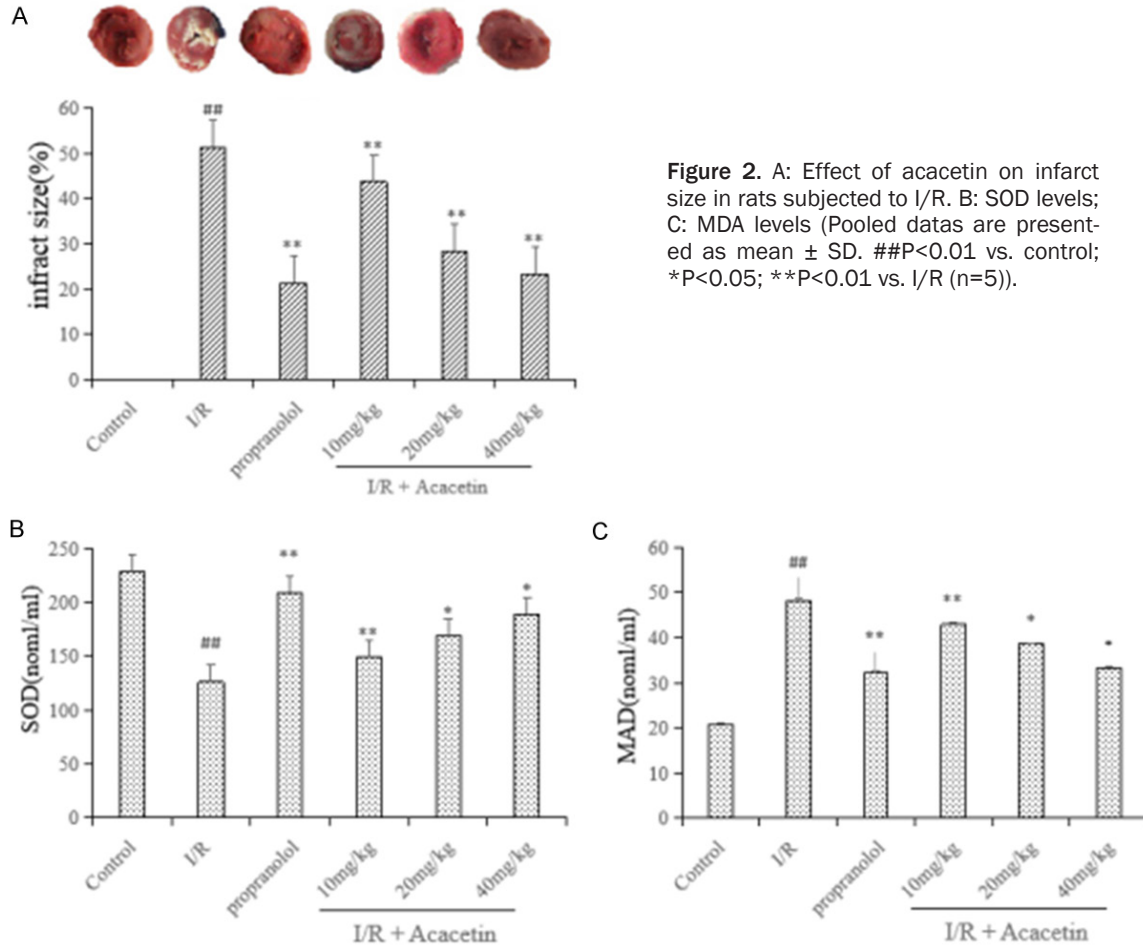 A
60
50
40
30
20
10
0
infract size(%)
##
**
**
**
**
Control
I/R
propranolol
10mg/kg
20mg/kg
40mg/kg
I/R + Acacetin
Figure 2. A: Effect of acacetin on infarct
size in rats subjected to I/R. B: SOD levels;
C: MDA levels (Pooled datas are present-
ed as mean ± SD. ##P<0.01 vs. control;
*P<0.05; **P<0.01 vs. I/R (n=5)).
B
250
200
150
100
50
0
SOD(noml/ml)
##
**
**
*
*
Control
I/R
propranolol
10mg/kg
20mg/kg
40mg/kg
I/R + Acacetin
C
60
50
40
30
20
10
0
MAD(noml/ml)
##
**
**
*
*
Control
I/R
propranolol
10mg/kg
20mg/kg
40mg/kg
I/R + Acacetin